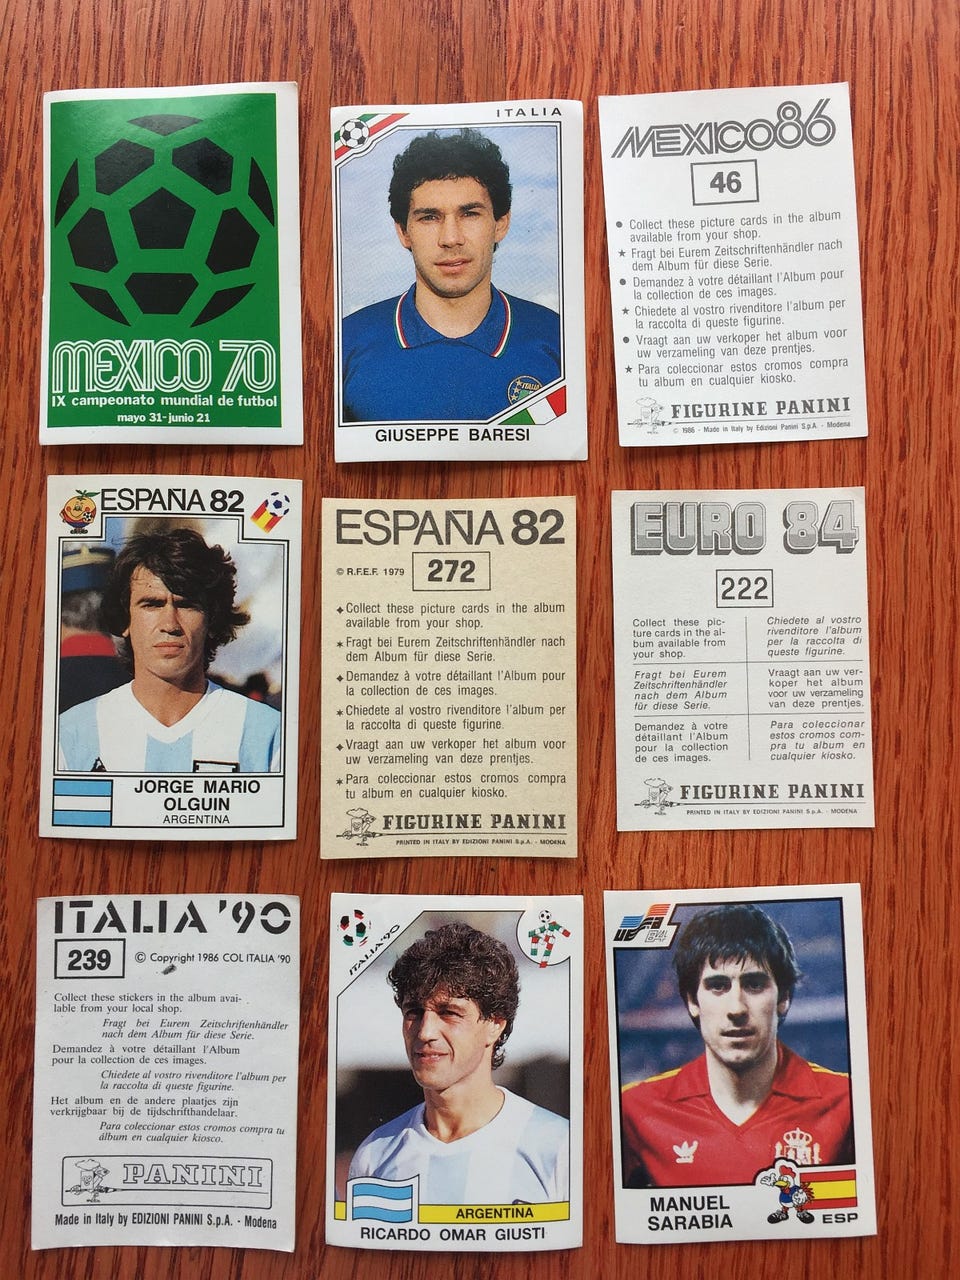 MEXICO 70
IX campeonato mundial de futbol
mayo 31-junio 21
ITALIA
GIUSEPPE BARESI
MEXICO86
46
● Collect these picture cards in the album
available from your shop.
★ Fragt bei Eurem Zeitschriftenhändler nach
dem Album für diese Serie.
● Demandez à votre détaillant l'Album pour
la collection de ces images.
★ Chiedete al vostro rivenditore l'album per
la raccolta di queste figurine.
● Vraagt aan uw verkoper het album voor
uw verzameling van deze prentjes.
★ Para coleccionar estos cromos compra
tu album en cualquier kiosko.
FIGURINE PANINI
© 1986 - Made in Italy by Edizioni Panini S.p.A. - Modena
ESPAÑA 82
JORGE MARIO
OLGUIN
ARGENTINA
ESPAÑA 82
© R.F.E.F. 1979
272
✦ Collect these picture cards in the album
available from your shop.
✶ Fragt bei Eurem Zeitschriftenhändler nach
dem Album für diese Serie.
✦ Demandez à votre détaillant l'Album pour
la collection de ces images.
✶ Chiedete al vostro rivenditore l'album per
la raccolta di queste figurine.
✦ Vraagt aan uw verkoper het album voor
uw verzameling van deze prentjes.
✶ Para coleccionar estos cromos compra
tu album en cualquier kiosko.
FIGURINE PANINI
PRINTED IN ITALY BY EDIZIONI PANINI S.p.A. - MODENA
EURO 84
222
Collect these pic-
ture cards in the al-
bum available from
your shop.
Chiedete al vostro
rivenditore l'album
per la raccolta di
queste figurine.
Fragt bei Eurem
Zeitschriftenhändler
nach dem Album
für diese Serie.
Vraagt aan uw ver-
koper het album
voor uw verzameling
van deze prentjes.
Demandez à votre
détaillant l'Album
pour la collection
de ces images.
Para coleccionar
estos cromos com-
pra tu album en
cualquier kiosko.
FIGURINE PANINI
PRINTED IN ITALY BY EDIZIONI PANINI S.p.A. - MODENA
ITALIA '90
239
© Copyright 1986 COL ITALIA '90
Collect these stickers in the album avai-
lable from your local shop.
Fragt bei Eurem Zeitschriftenhändler
nach dem Album für diese Serie.
Demandez à votre détaillant l'Album
pour la collection de ces images.
Chiedete al vostro rivenditore l'album per
la raccolta di queste figurine.
Het album en de andere plaatjes zijn
verkrijgbaar bij de tijdschrifthandelaar.
Para coleccionar estos cromos compra tu
álbum en cualquier kiosco.
PANINI
Made in Italy by EDIZIONI PANINI S.p.A. - Modena
ITALIA '90
ARGENTINA
RICARDO OMAR GIUSTI
UEFA
84
MANUEL
SARABIA
ESP